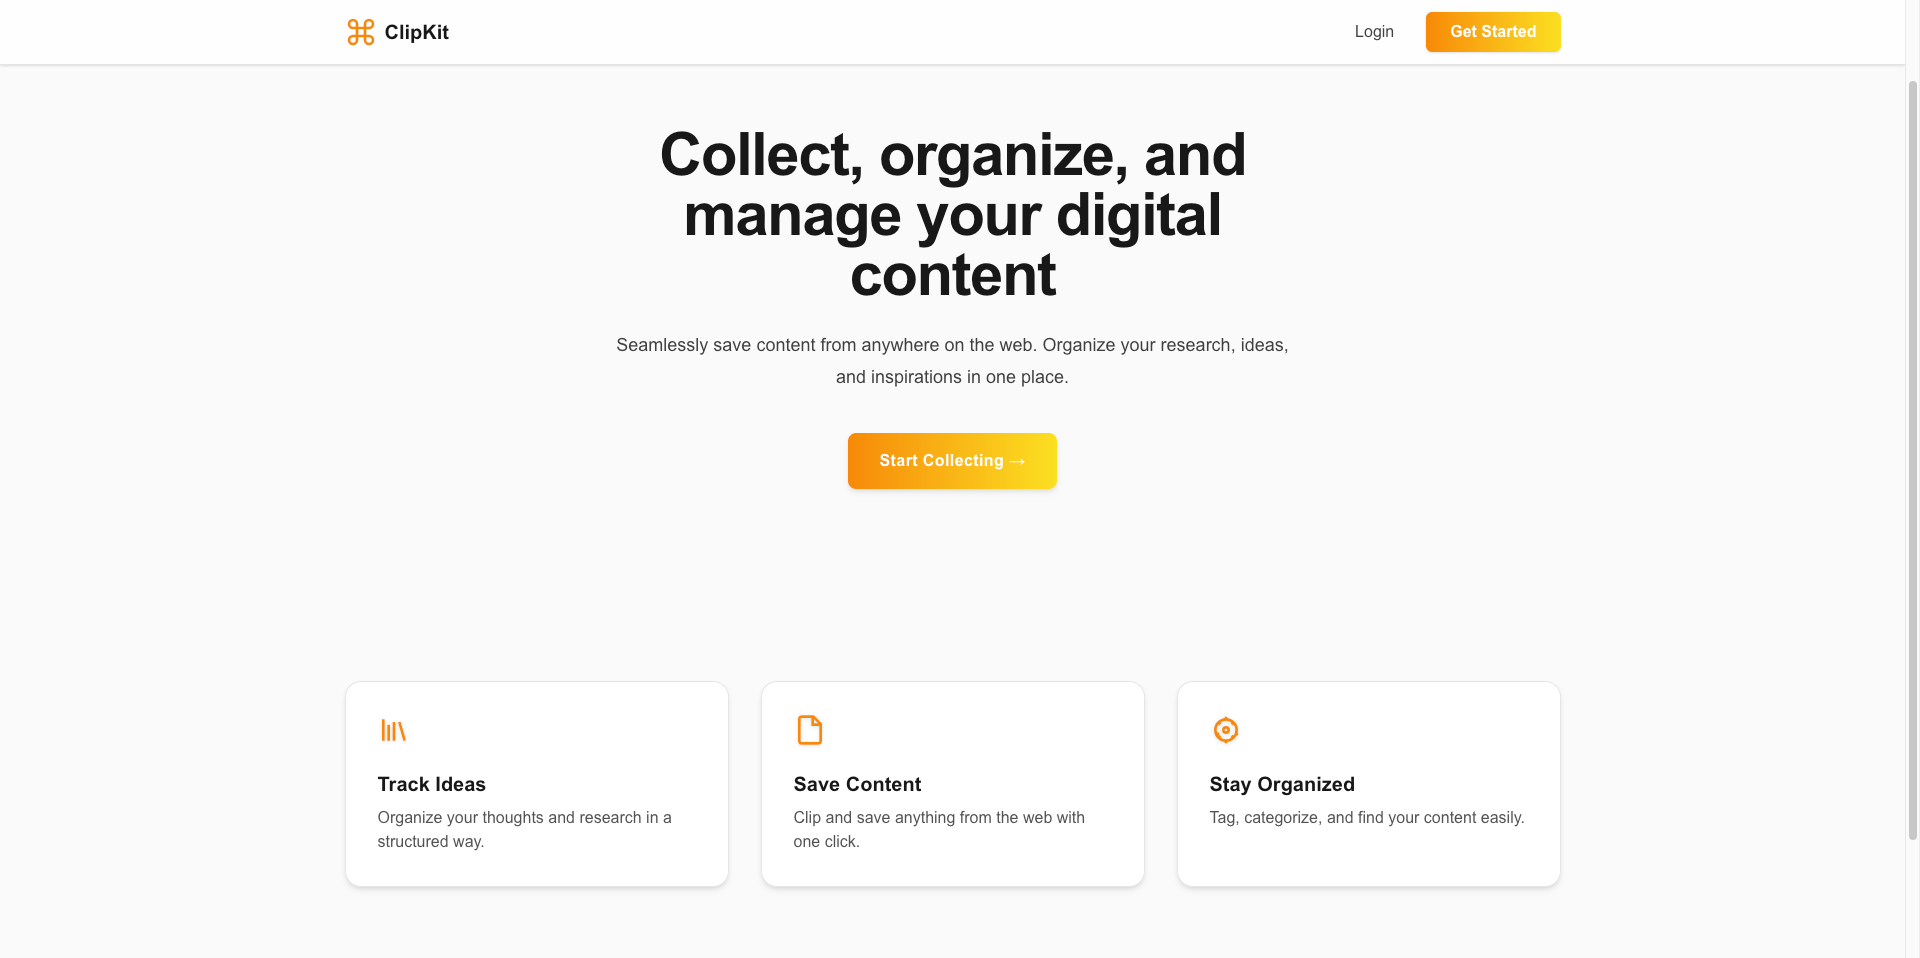 ClipKit
Login
Get Started
Collect, organize, and
manage your digital
content
Seamlessly save content from anywhere on the web. Organize your research, ideas,
and inspirations in one place.
Start Collecting →
Track Ideas
Organize your thoughts and research in a
structured way.
Save Content
Clip and save anything from the web with
one click.
Stay Organized
Tag, categorize, and find your content easily.